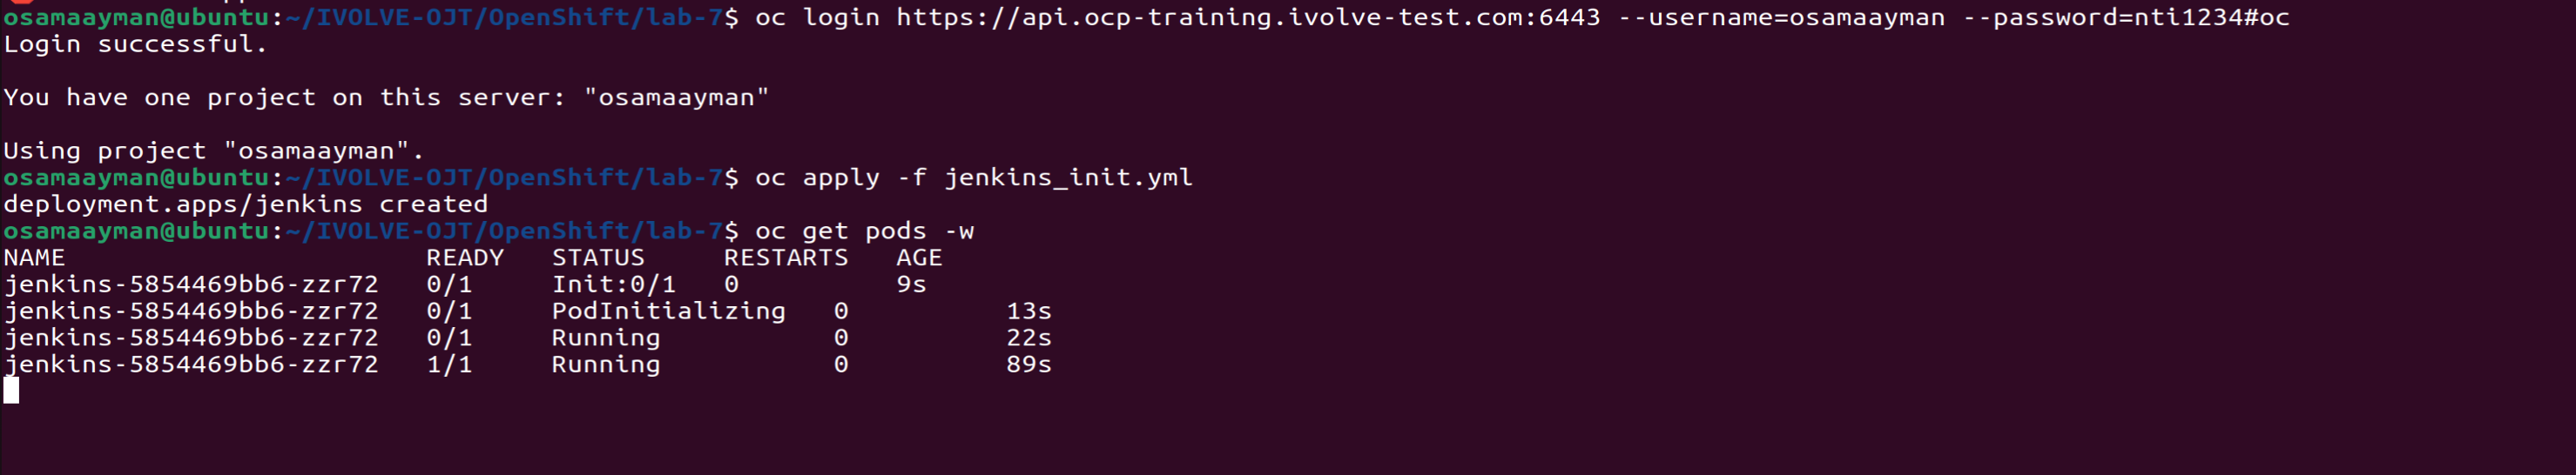 osamaayman@ubuntu:~/IVOLVE-OJT/OpenShift/lab-7$ oc login https://api.ocp-training.ivolve-test.com:6443 --username=osamaayman --password=nti1234#oc
Login successful.
You have one project on this server: "osamaayman"
Using project "osamaayman".
osamaayman@ubuntu:~/IVOLVE-OJT/OpenShift/lab-7$ oc apply -f jenkins_init.yml
deployment.apps/jenkins created
osamaayman@ubuntu:~/IVOLVE-OJT/OpenShift/lab-7$ oc get pods -w
NAME                       READY   STATUS     RESTARTS   AGE
jenkins-5854469bb6-zzr72   0/1     Init:0/1   0          9s
jenkins-5854469bb6-zzr72   0/1     PodInitializing   0          13s
jenkins-5854469bb6-zzr72   0/1     Running           0          22s
jenkins-5854469bb6-zzr72   1/1     Running           0          89s